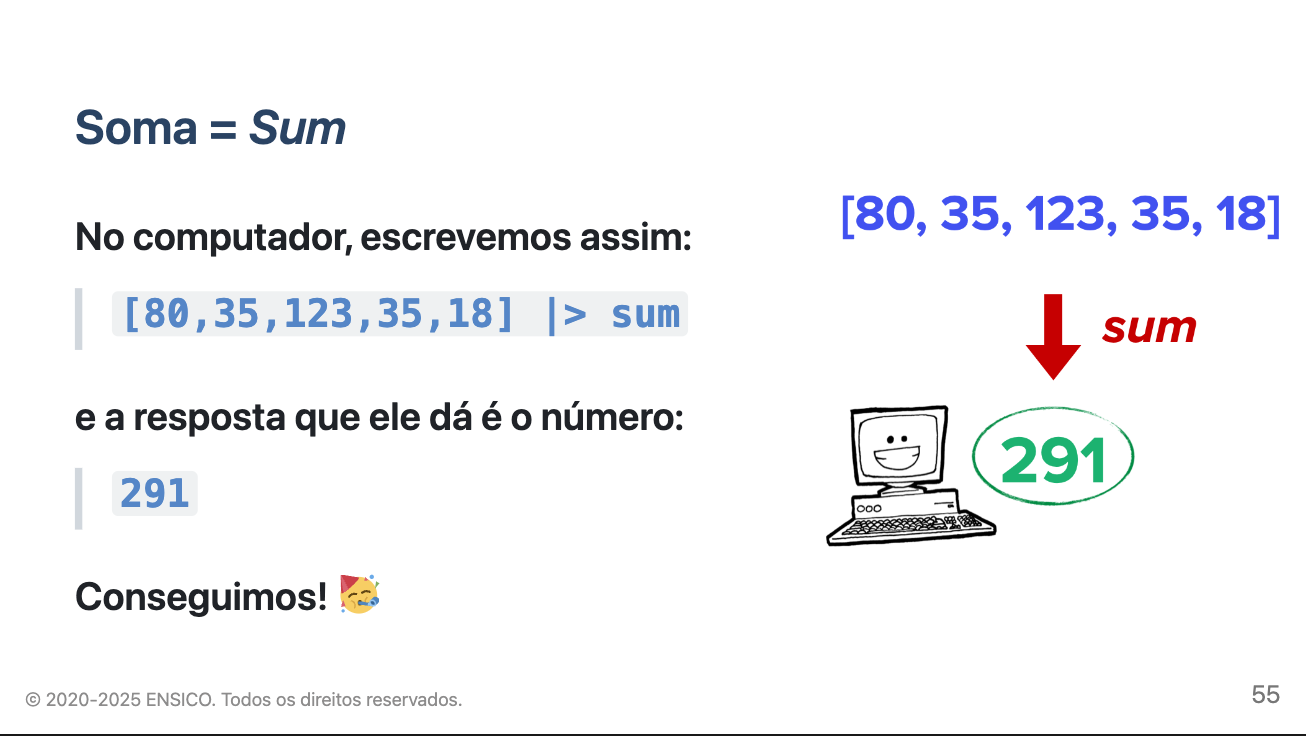 Soma = Sum
No computador, escrevemos assim:
[80,35,123,35,18] |> sum
e a resposta que ele dá é o número:
291
Conseguimos! 🥳
[80, 35, 123, 35, 18]
sum
291
© 2020-2025 ENSICO. Todos os direitos reservados.
55